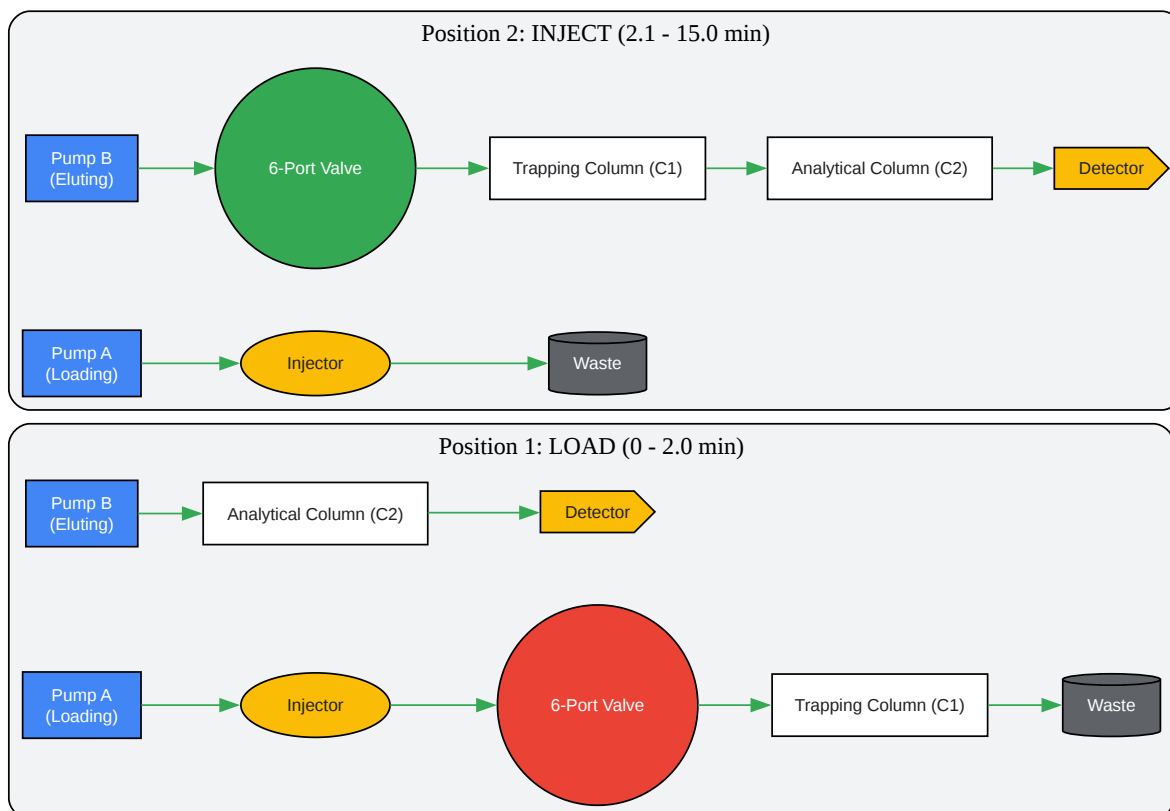 Position 2: INJECT (2.1 - 15.0 min)
Pump B
(Eluting)
6-Port Valve
Trapping Column (C1)
Analytical Column (C2)
Detector
Pump A
(Loading)
Injector
Waste
Position 1: LOAD (0 - 2.0 min)
Pump B
(Eluting)
Analytical Column (C2)
Detector
Pump A
(Loading)
Injector
6-Port Valve
Trapping Column (C1)
Waste